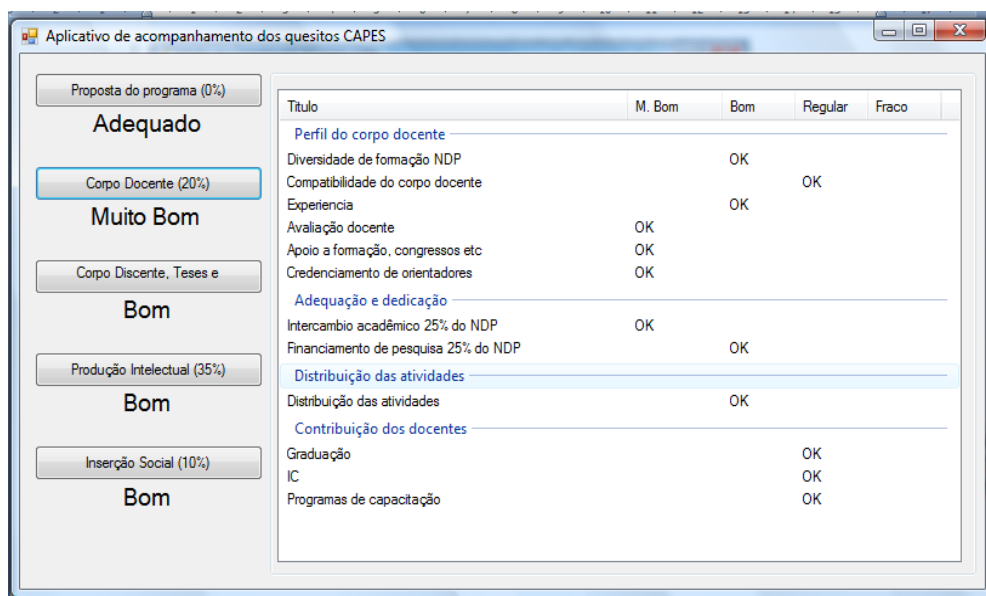 Aplicativo de acompanhamento dos quesitos CAPES
Proposta do programa (0%)
Adequado
Corpo Docente (20%)
Muito Bom
Corpo Discente, Teses e
Bom
Produção Intelectual (35%)
Bom
Inserção Social (10%)
Bom
Titulo M. Bom Bom Regular Fraco
Perfil do corpo docente
Diversidade de formação NDP OK
Compatibilidade do corpo docente OK
Experiencia OK
Avaliação docente OK
Apoio a formação, congressos etc OK
Credenciamento de orientadores OK
Adequação e dedicação
Intercambio acadêmico 25% do NDP OK
Financiamento de pesquisa 25% do NDP OK
Distribuição das atividades
Distribuição das atividades OK
Contribuição dos docentes
Graduação OK
IC OK
Programas de capacitação OK